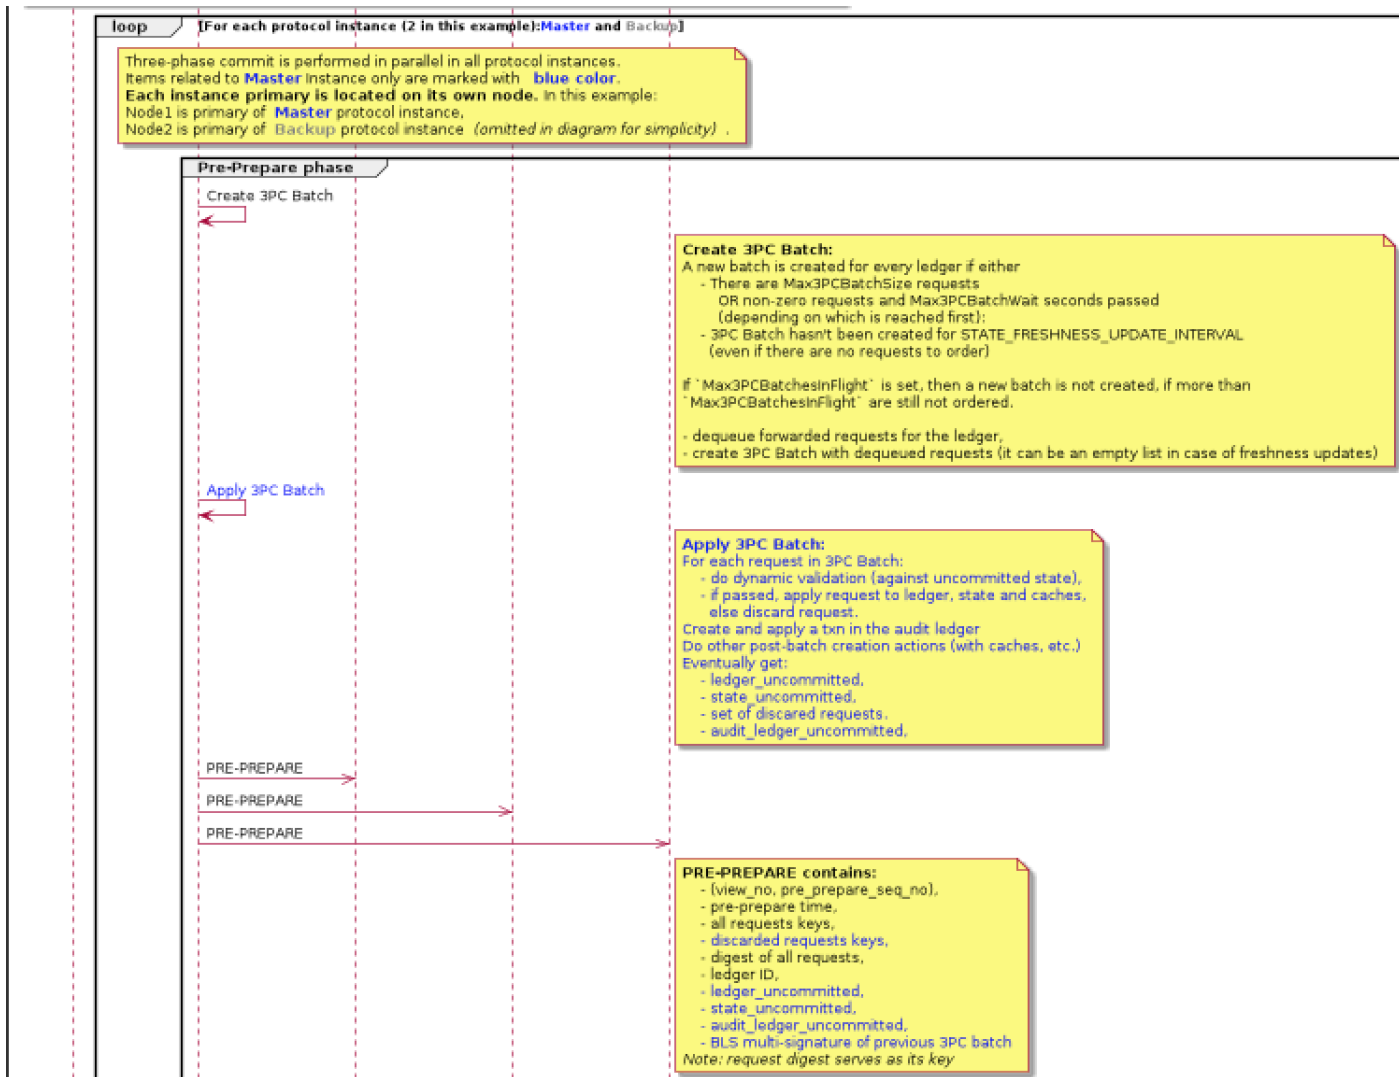 loop [For each protocol instance (2 in this example):Master and Backup]
Three-phase commit is performed in parallel in all protocol instances.
Items related to Master Instance only are marked with blue color.
Each instance primary is located on its own node. In this example:
Node1 is primary of Master protocol instance,
Node2 is primary of Backup protocol instance (omitted in diagram for simplicity) .
Pre-Prepare phase
Create 3PC Batch
Create 3PC Batch:
A new batch is created for every ledger if either
- There are Max3PCBatchSize requests
OR non-zero requests and Max3PCBatchWait seconds passed
(depending on which is reached first):
- 3PC Batch hasn't been created for STATE_FRESHNESS_UPDATE_INTERVAL
(even if there are no requests to order)
If `Max3PCBatchesInFlight` is set, then a new batch is not created, if more than
`Max3PCBatchesInFlight` are still not ordered.
- dequeue forwarded requests for the ledger,
- create 3PC Batch with dequeued requests (it can be an empty list in case of freshness updates)
Apply 3PC Batch
Apply 3PC Batch:
For each request in 3PC Batch:
- do dynamic validation (against uncommitted state),
- if passed, apply request to ledger, state and caches,
else discard request.
Create and apply a txn in the audit ledger
Do other post-batch creation actions (with caches, etc.)
Eventually get:
- ledger_uncommitted,
- state_uncommitted,
- set of discared requests.
- audit_ledger_uncommitted,
PRE-PREPARE
PRE-PREPARE
PRE-PREPARE
PRE-PREPARE contains:
- (view_no, pre_prepare_seq_no),
- pre-prepare time,
- all requests keys,
- discarded requests keys,
- digest of all requests,
- ledger ID,
- ledger_uncommitted,
- state_uncommitted,
- audit_ledger_uncommitted,
- BLS multi-signature of previous 3PC batch
Note: request digest serves as its key